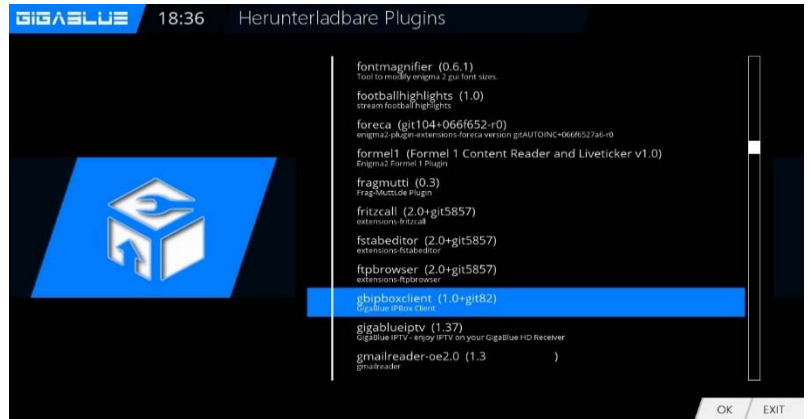 GIGABLUE 18:36 Herunterladbare Plugins
fontmagnifier (0.6.1)
Tool to modify enigma 2 gui font sizes.
footballhighlights (1.0)
stream football highlights
foreca (git104+066f652-r0)
enigma2-plugin-extensions-foreca version gitAUTOINC+066f6527a6-r0
formel1 (Formel 1 Content Reader and Liveticker v1.0)
Enigma2 Formel 1 Plugin
fragmutti (0.3)
Frag-Mutti.de Plugin
fritzcall (2.0+git5857)
extensions-fritzcall
fstabeditor (2.0+git5857)
extensions-fstabeditor
ftpbrowser (2.0+git5857)
extensions-ftpbrowser
gbipboxclient (1.0+git82)
GigaBlue IPBox Client
gigablueiptv (1.37)
GigaBlue IPTV - enjoy IPTV on your GigaBlue HD Receiver
gmailreader-oe2.0 (1.3 )
gmailreader
OK EXIT